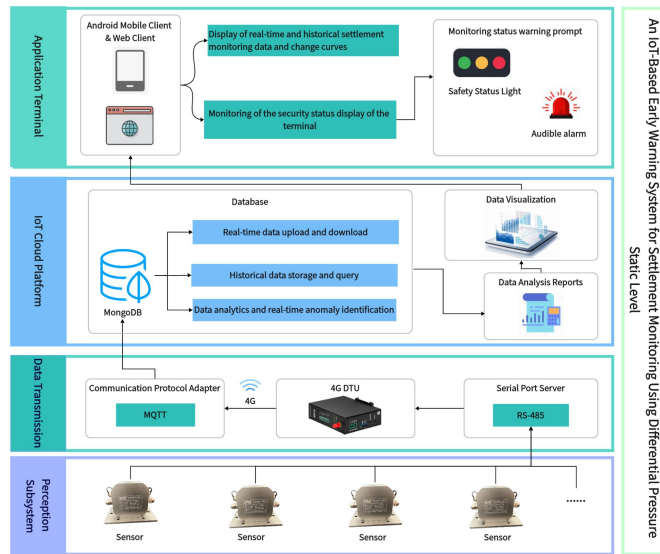 Application Terminal
Android Mobile Client
& Web Client
Display of real-time and historical settlement
monitoring data and change curves
Monitoring of the security status display of the
terminal
Monitoring status warning prompt
Safety Status Light
Audible alarm
IoT Cloud Platform
Database
MongoDB
Real-time data upload and download
Historical data storage and query
Data analytics and real-time anomaly identification
Data Visualization
Data Analysis Reports
Data Transmission
Communication Protocol Adapter
MQTT
4G
4G DTU
Serial Port Server
RS-485
Perception
Subsystem
Sensor
Sensor
Sensor
Sensor
......
An IoT-Based Early Warning System for Settlement Monitoring Using Differential Pressure
Static Level